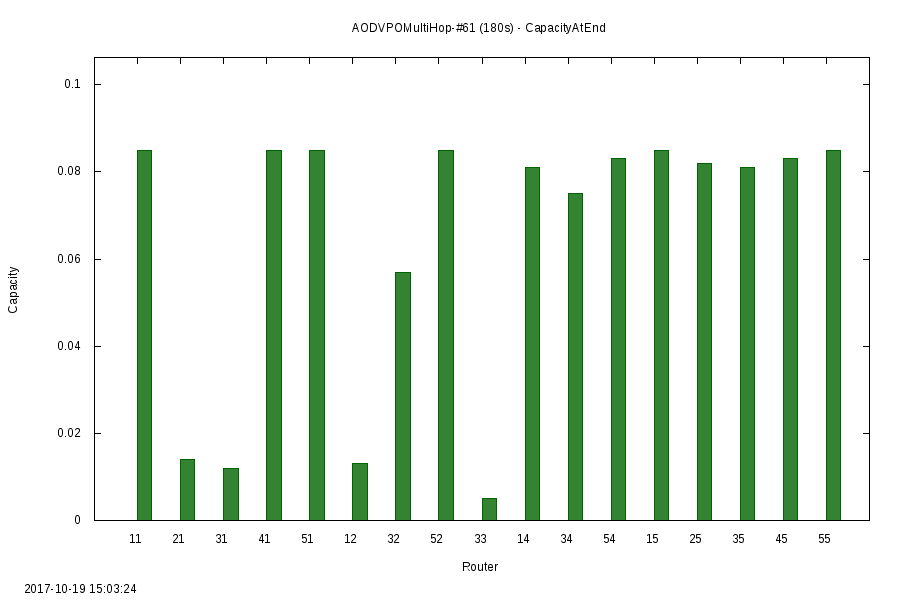 AODVPOMultiHop-#61 (180s) - CapacityAtEnd
0.1
0.08
0.06
0.04
0.02
0
Capacity
11 21 31 41 51 12 32 52 33 14 34 54 15 25 35 45 55
Router
2017-10-19 15:03:24